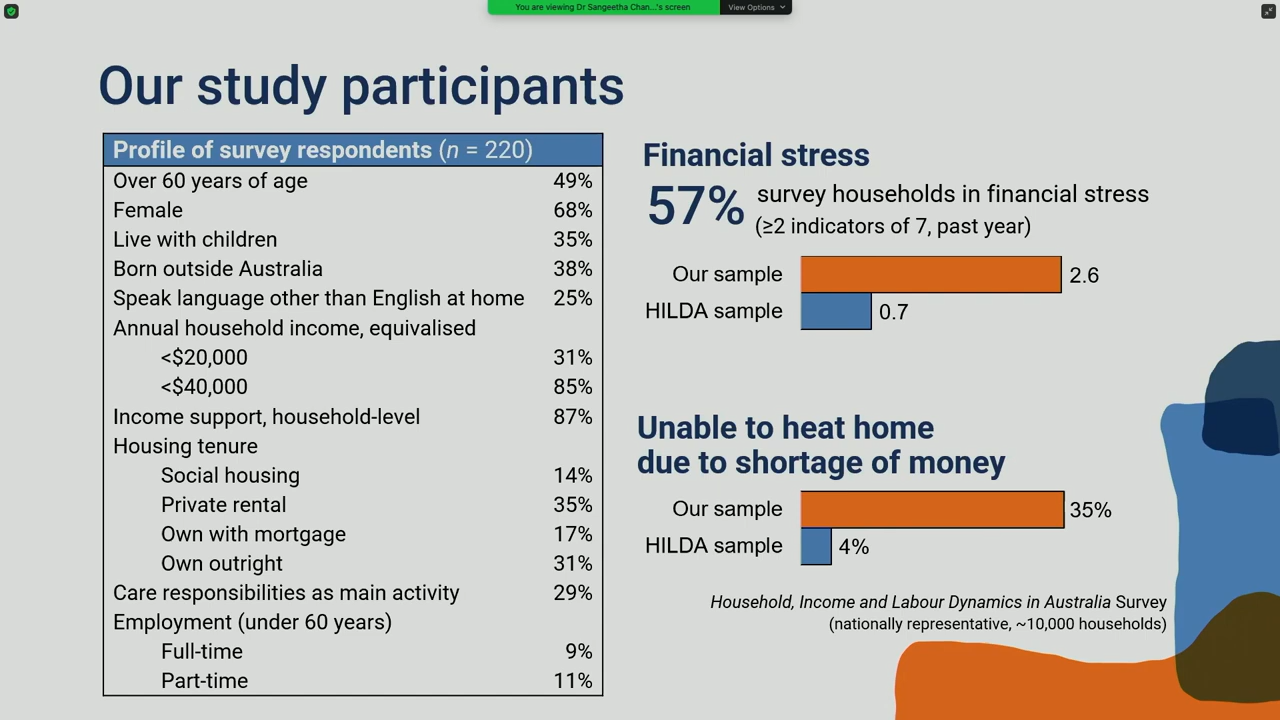 You are viewing Dr Sangeetha Chan...'s screen
View Options
Our study participants
Profile of survey respondents (n = 220)
Over 60 years of age 49%
Female 68%
Live with children 35%
Born outside Australia 38%
Speak language other than English at home 25%
Annual household income, equivalised
<$20,000 31%
<$40,000 85%
Income support, household-level 87%
Housing tenure
Social housing 14%
Private rental 35%
Own with mortgage 17%
Own outright 31%
Care responsibilities as main activity 29%
Employment (under 60 years)
Full-time 9%
Part-time 11%
Financial stress
57% survey households in financial stress
(≥2 indicators of 7, past year)
Our sample 2.6
HILDA sample 0.7
Unable to heat home
due to shortage of money
Our sample 35%
HILDA sample 4%
Household, Income and Labour Dynamics in Australia Survey
(nationally representative, ~10,000 households)